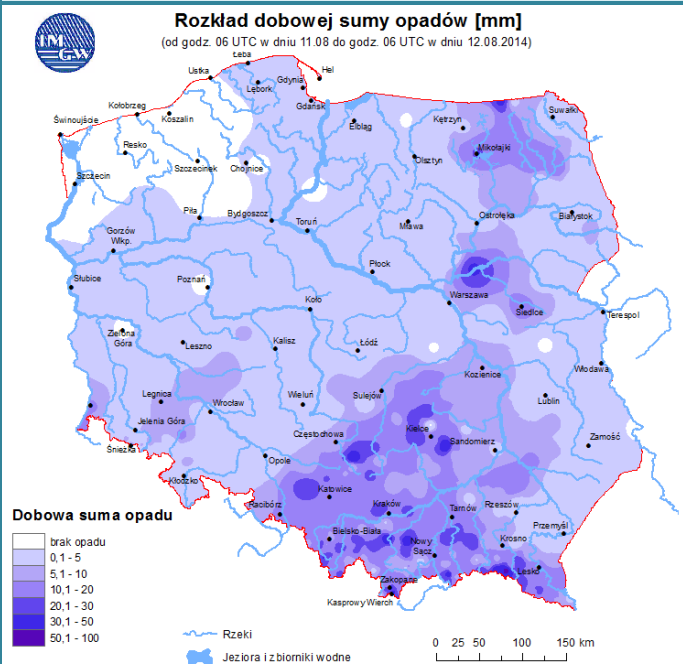 Rozkład dobowej sumy opadów [mm]
(od godz. 06 UTC w dniu 11.08 do godz. 06 UTC w dniu 12.08.2014)
IM
GW
Łeba
Ustka
Hel
Gdynia
Lębork
Gdańsk
Kołobrzeg
Koszalin
Suwałki
Świnoujście
Elbląg
Kętrzyn
Resko
Mikołajki
Szczecinek
Chojnice
Olsztyn
Szczecin
Piła
Bydgoszcz
Toruń
Mława
Ostrołęka
Białystok
Gorzów
Wlkp.
Płock
Słubice
Poznań
Koło
Warszawa
Siedlce
Terespol
Zielona
Góra
Leszno
Kalisz
Łódź
Kozienice
Włodawa
Legnica
Wrocław
Wieluń
Sulejów
Lublin
Jelenia Góra
Częstochowa
Kielce
Sandomierz
Zamość
Śnieżka
Opole
Kłodzko
Katowice
Racibórz
Kraków
Tarnów
Rzeszów
Bielsko-Biała
Nowy
Sącz
Krosno
Przemyśl
Zakopane
Lesko
Kasprowy Wierch
Dobowa suma opadu
brak opadu
0,1 - 5
5,1 - 10
10,1 - 20
20,1 - 30
30,1 - 50
50,1 - 100
Rzeki
Jeziora i zbiorniki wodne
0 25 50 100 150 km